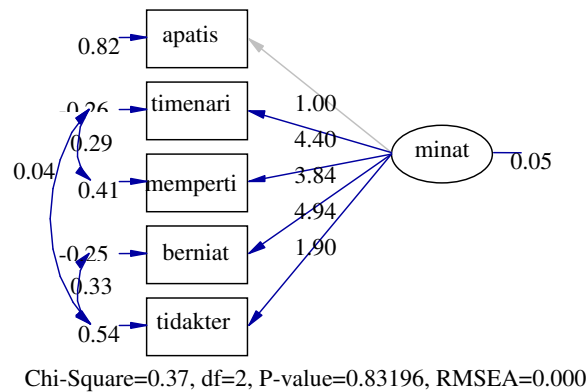 apatis
0.82
timenari
1.00
-0.26
4.40
minat
0.29
0.05
0.04
memperti
3.84
0.41
4.94
berniat
1.90
-0.25
0.33
tidakter
0.54
Chi-Square=0.37, df=2, P-value=0.83196, RMSEA=0.000